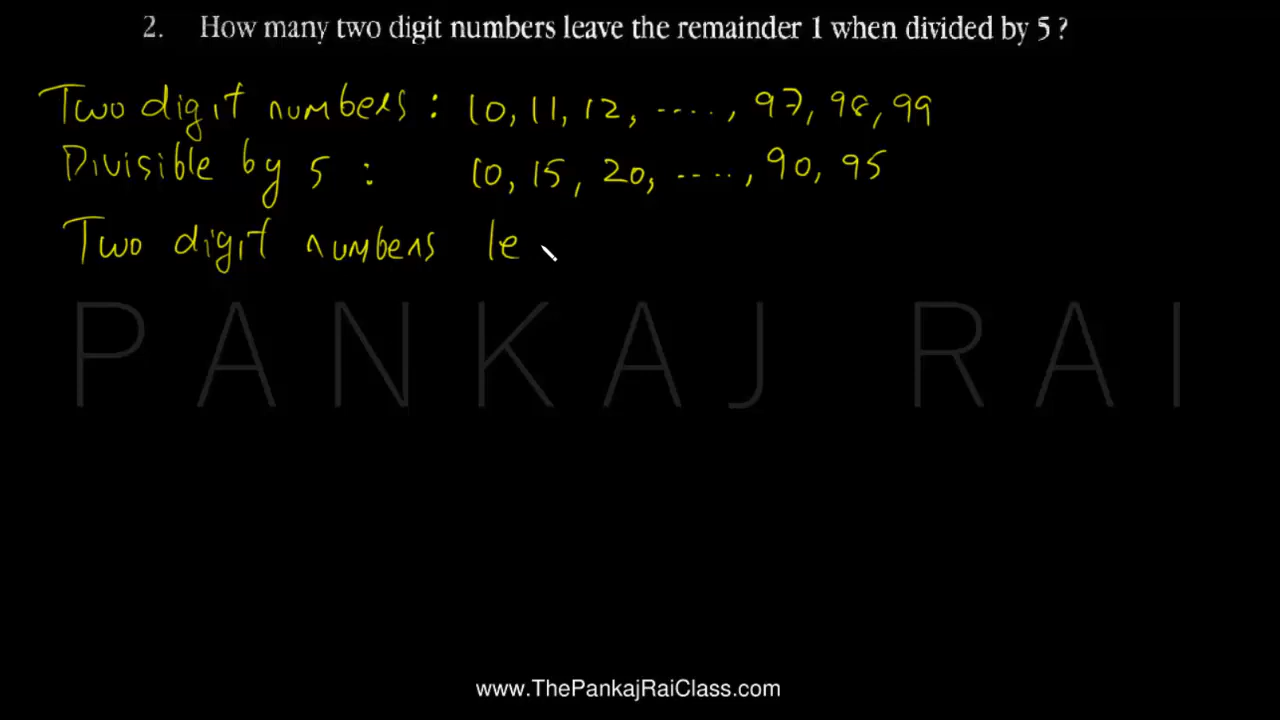 2. How many two digit numbers leave the remainder 1 when divided by 5 ?
Two digit numbers : 10, 11, 12, ....., 97, 98, 99
Divisible by 5 : 10, 15, 20, ....., 90, 95
Two digit numbers le
PANKAJ RAI
www.ThePankajRaiClass.com